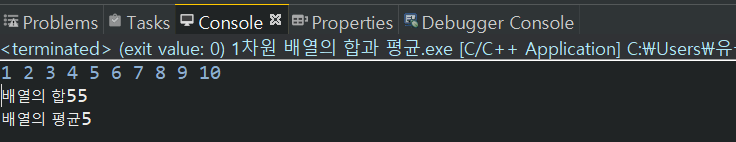 Problems Tasks Console Properties Debugger Console
<terminated> (exit value: 0) 1차원 배열의 합과 평균.exe [C/C++ Application] C:₩Users₩유
1 2 3 4 5 6 7 8 9 10
배열의 합55
배열의 평균5